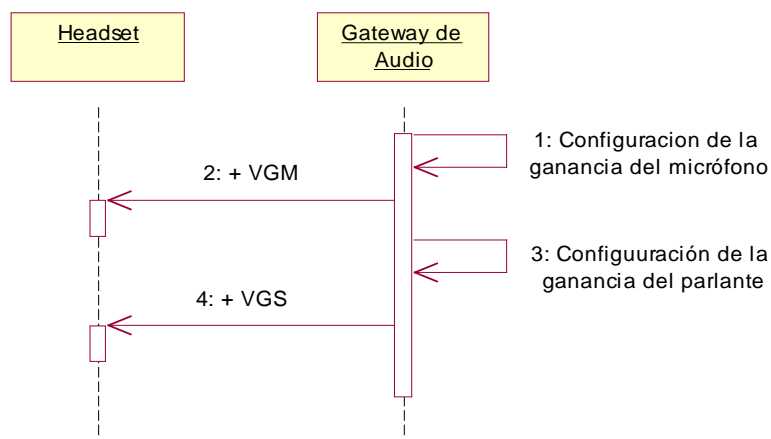 Headset
Gateway de
Audio
1: Configuracion de la
ganancia del micrófono
2: + VGM
3: Configuuración de la
ganancia del parlante
4: + VGS